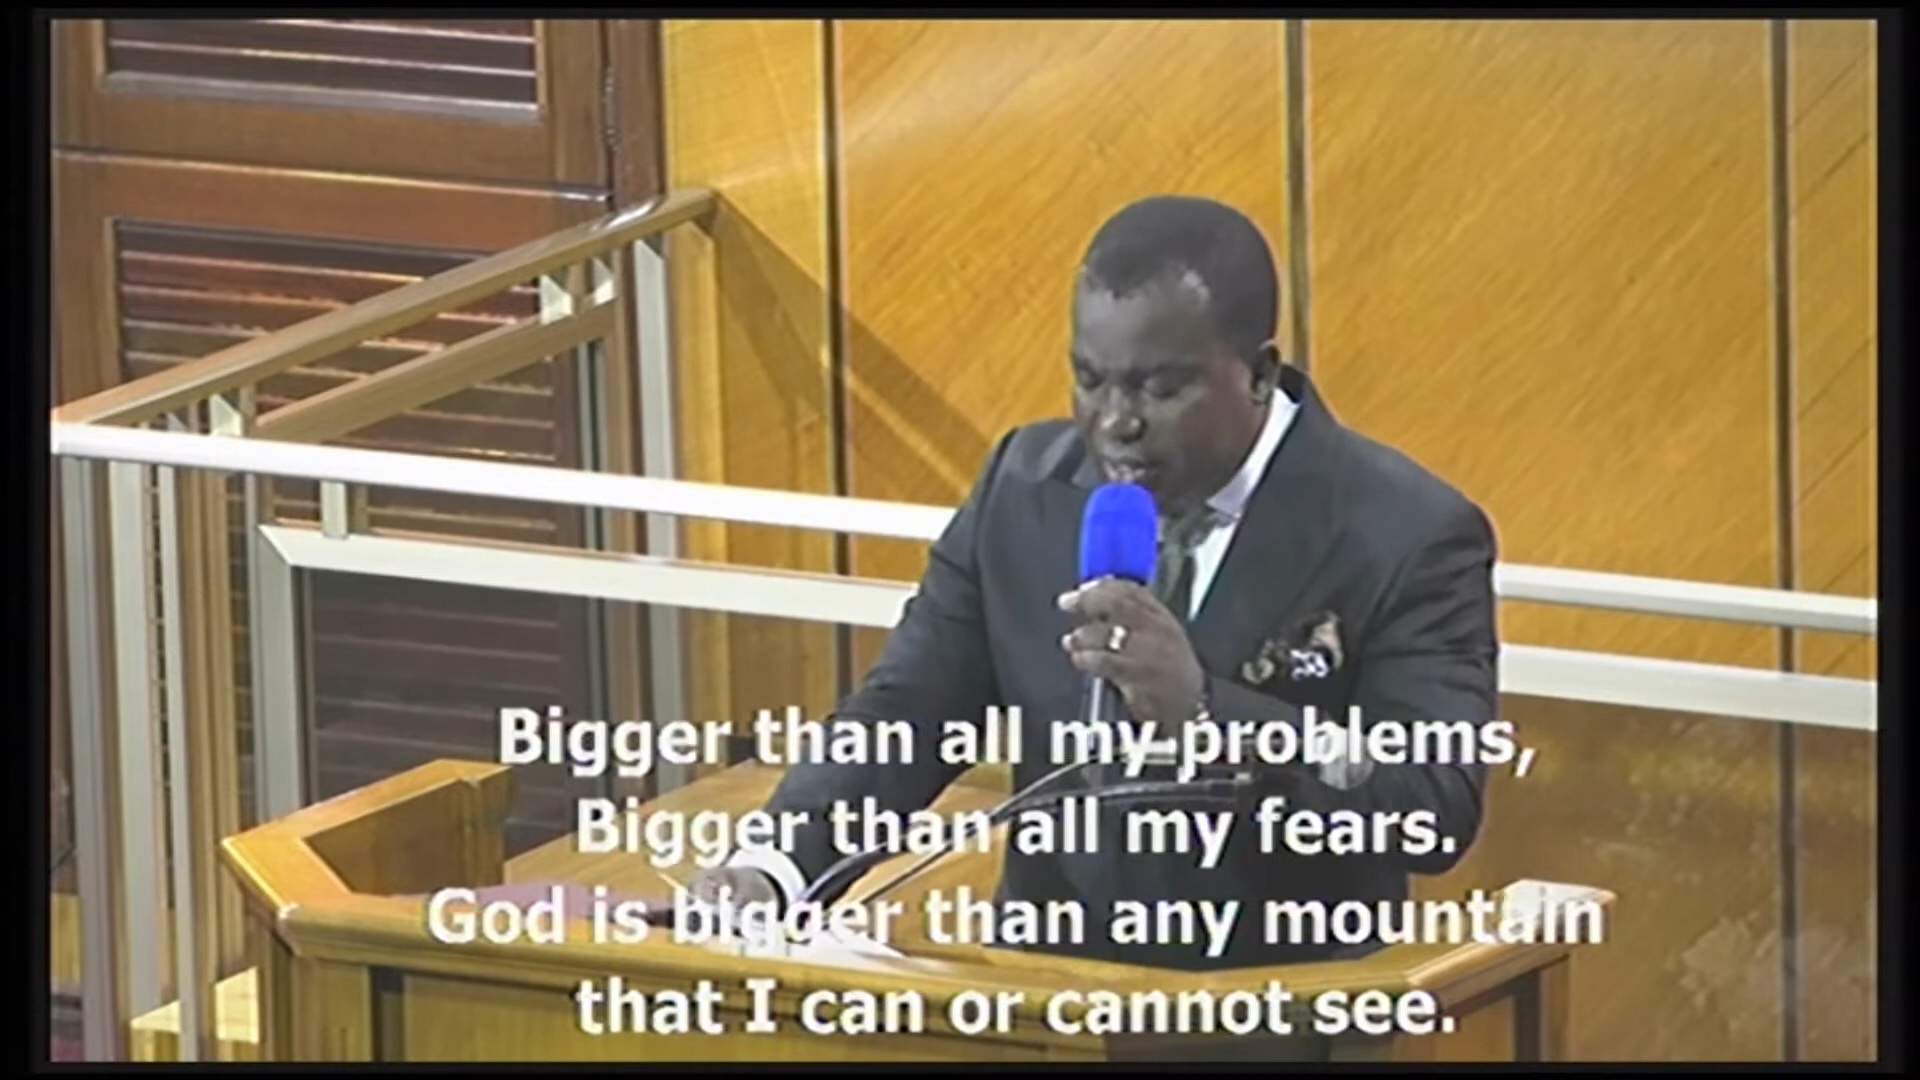 Bigger than all my problems,
Bigger than all my fears.
God is bigger than any mountain
that I can or cannot see.